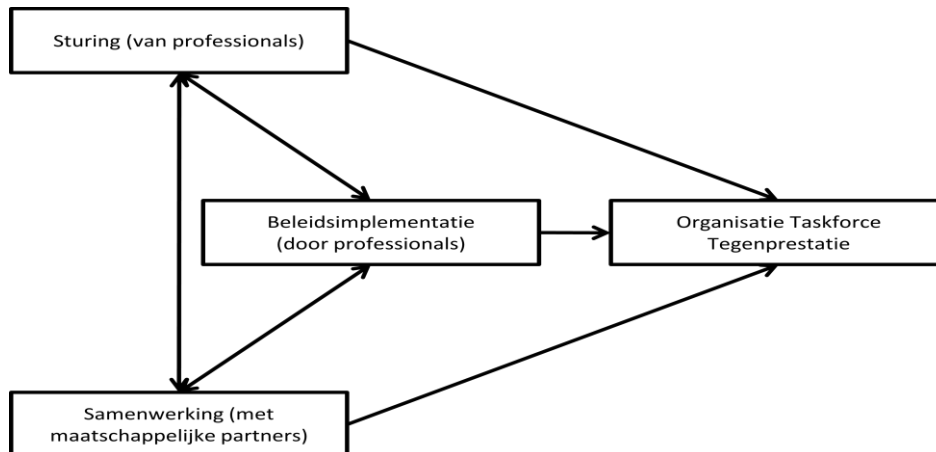 Sturing (van professionals)
Beleidsimplementatie
(door professionals)
Organisatie Taskforce
Tegenprestatie
Samenwerking (met
maatschappelijke partners)